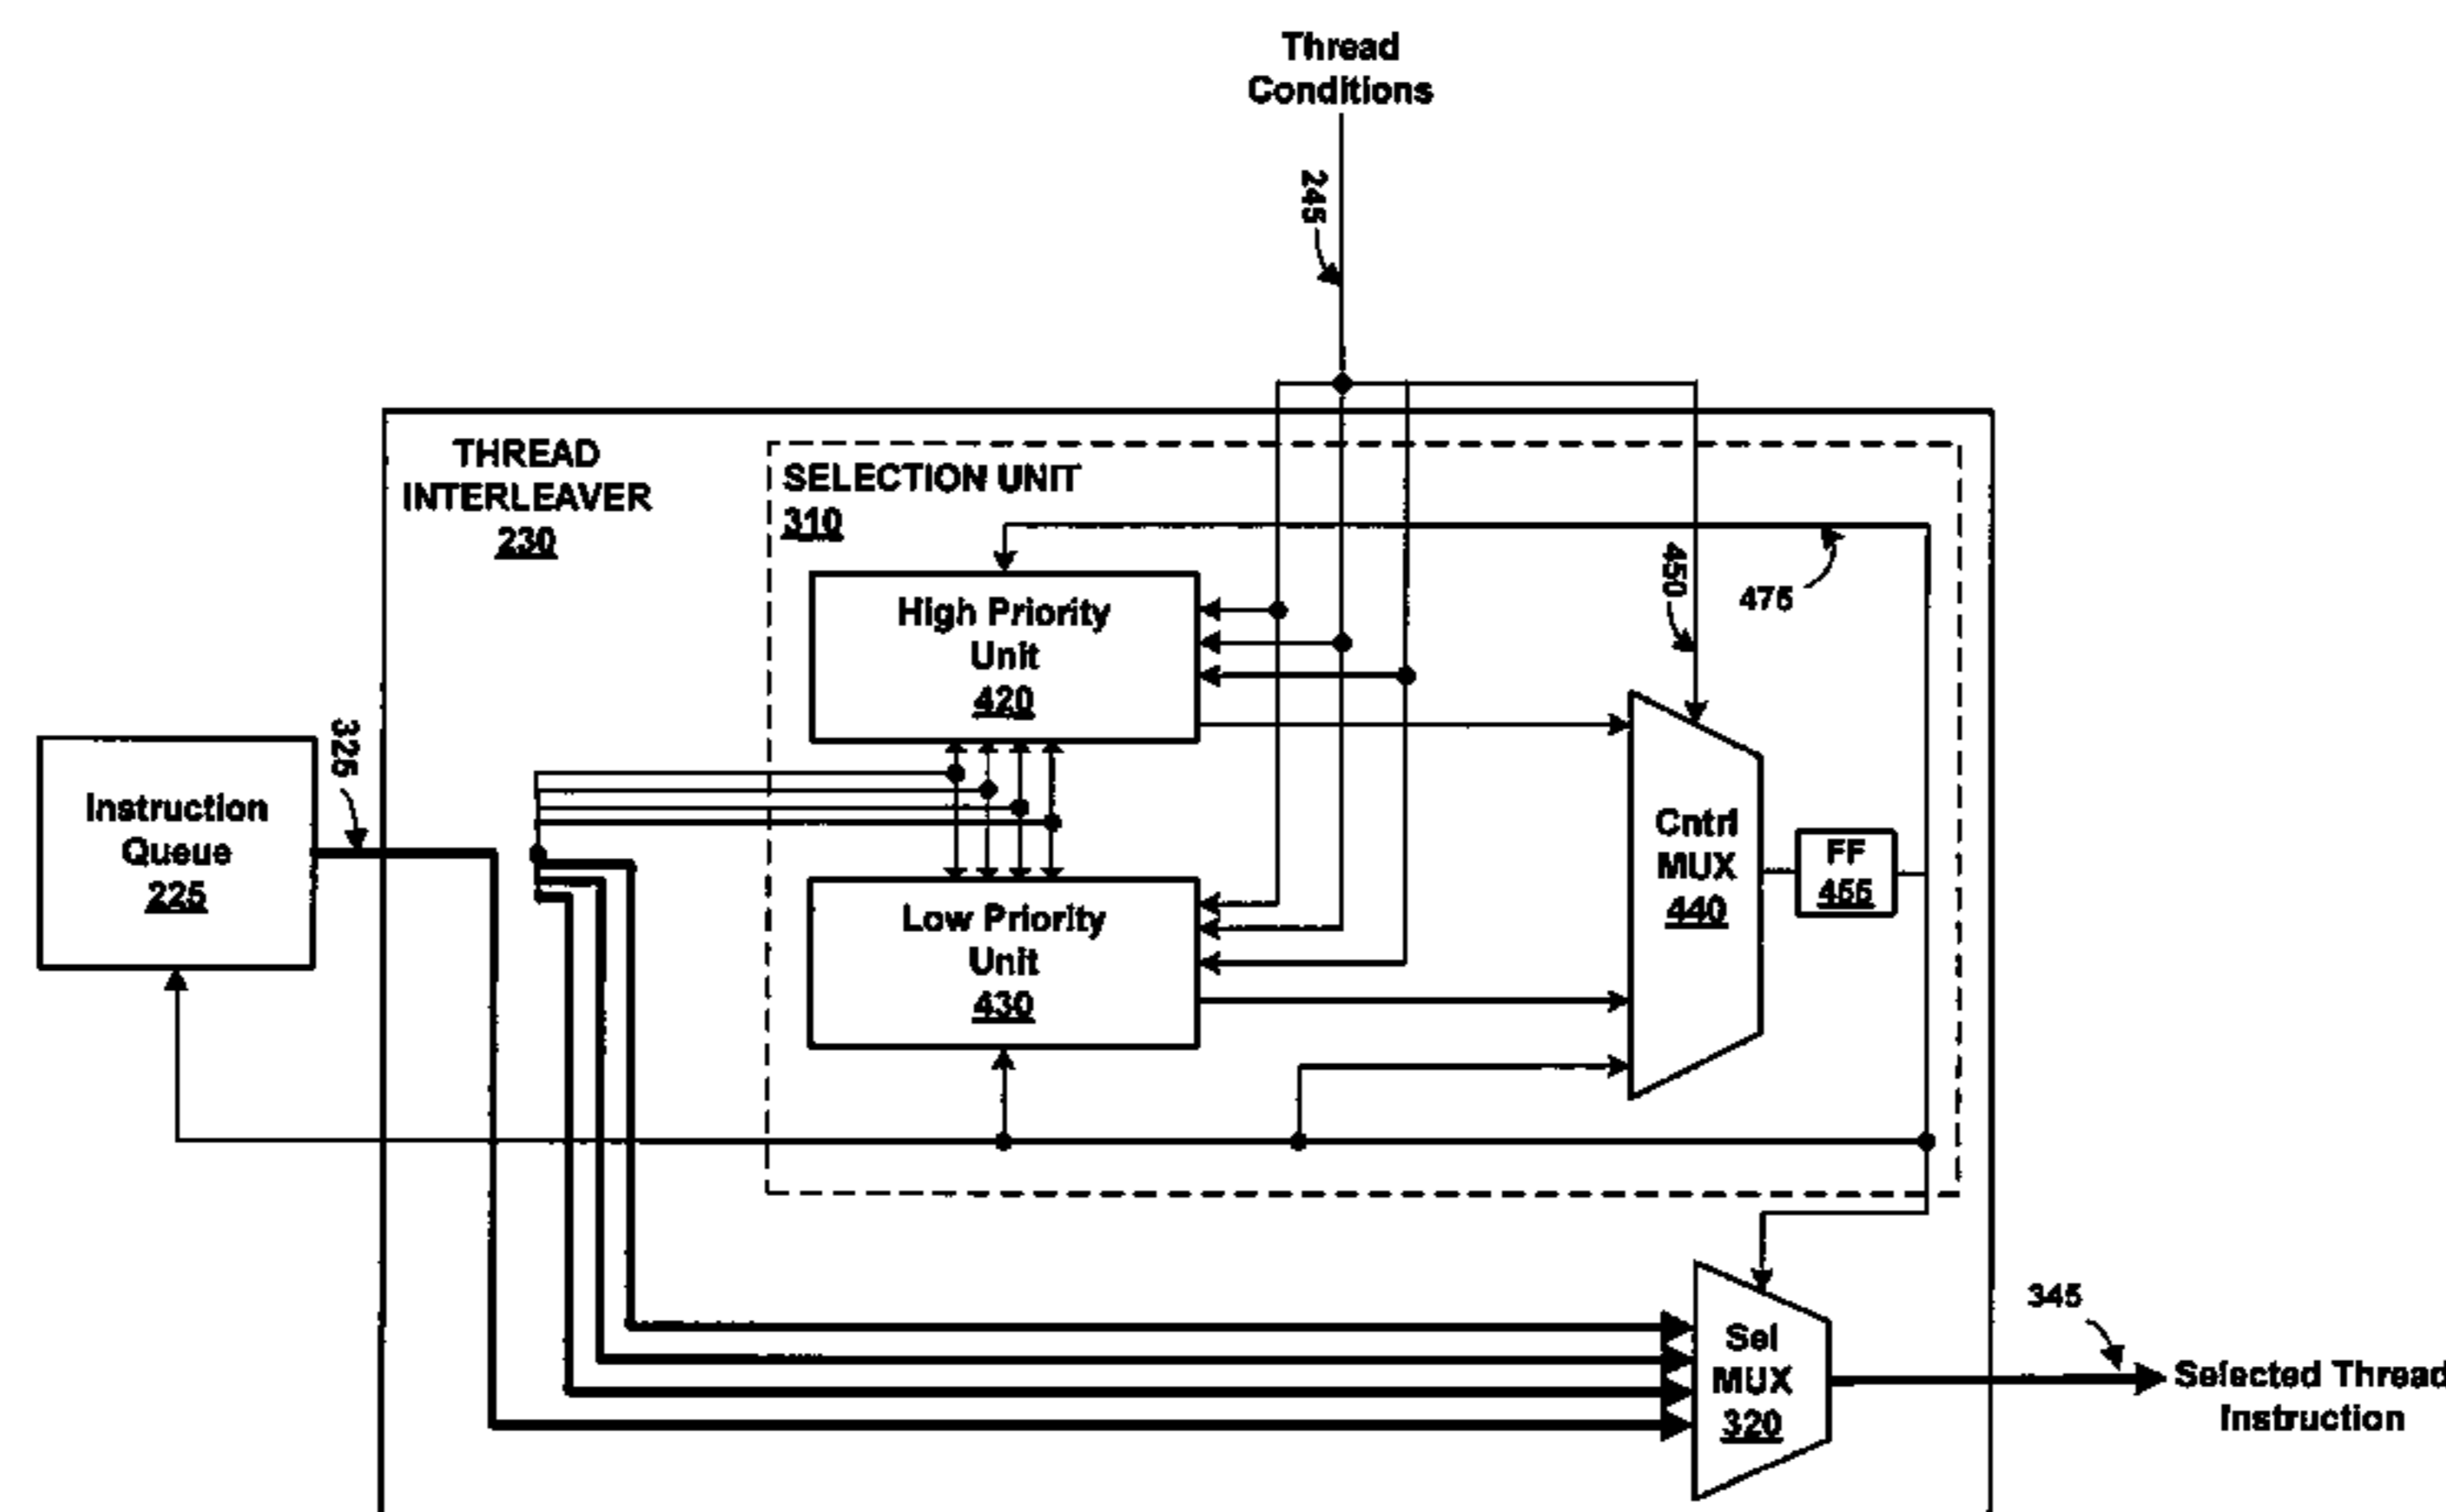 Thread
Conditions
245
THREAD
INTERLEAVER
230
SELECTION UNIT
310
High Priority
Unit
420
450
475
325
Instruction
Queue
225
Cntrl
MUX
440
FF
455
Low Priority
Unit
430
345
Sel
MUX
320
Selected Thread
Instruction